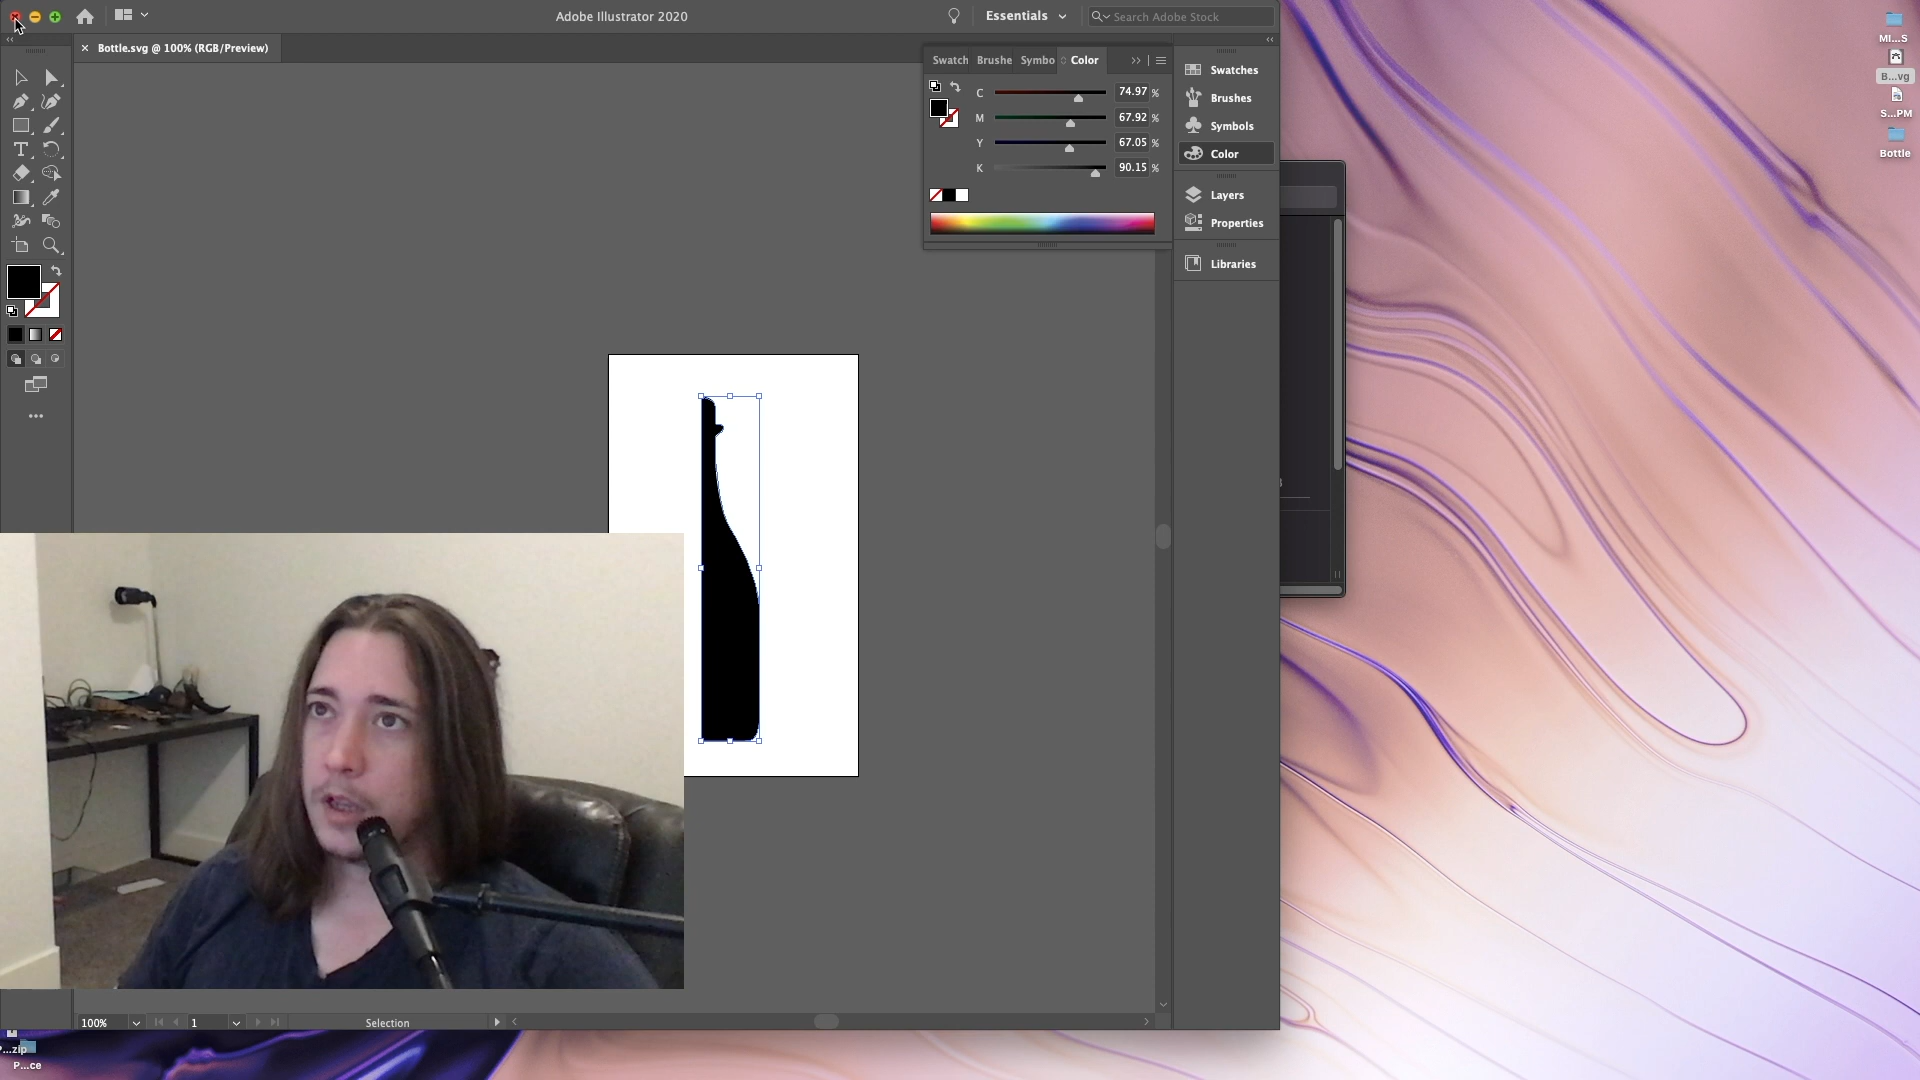 Adobe Illustrator 2020
Essentials
Search Adobe Stock
Bottle.svg @ 100% (RGB/Preview)
Swatch
Brushe
Symbo
Color
C 74.97 %
M 67.92 %
Y 67.05 %
K 90.15 %
Swatches
Brushes
Symbols
Color
Layers
Properties
Libraries
MI...S
B...vg
S...PM
Bottle
100%
1
Selection
P...zip
P...ce